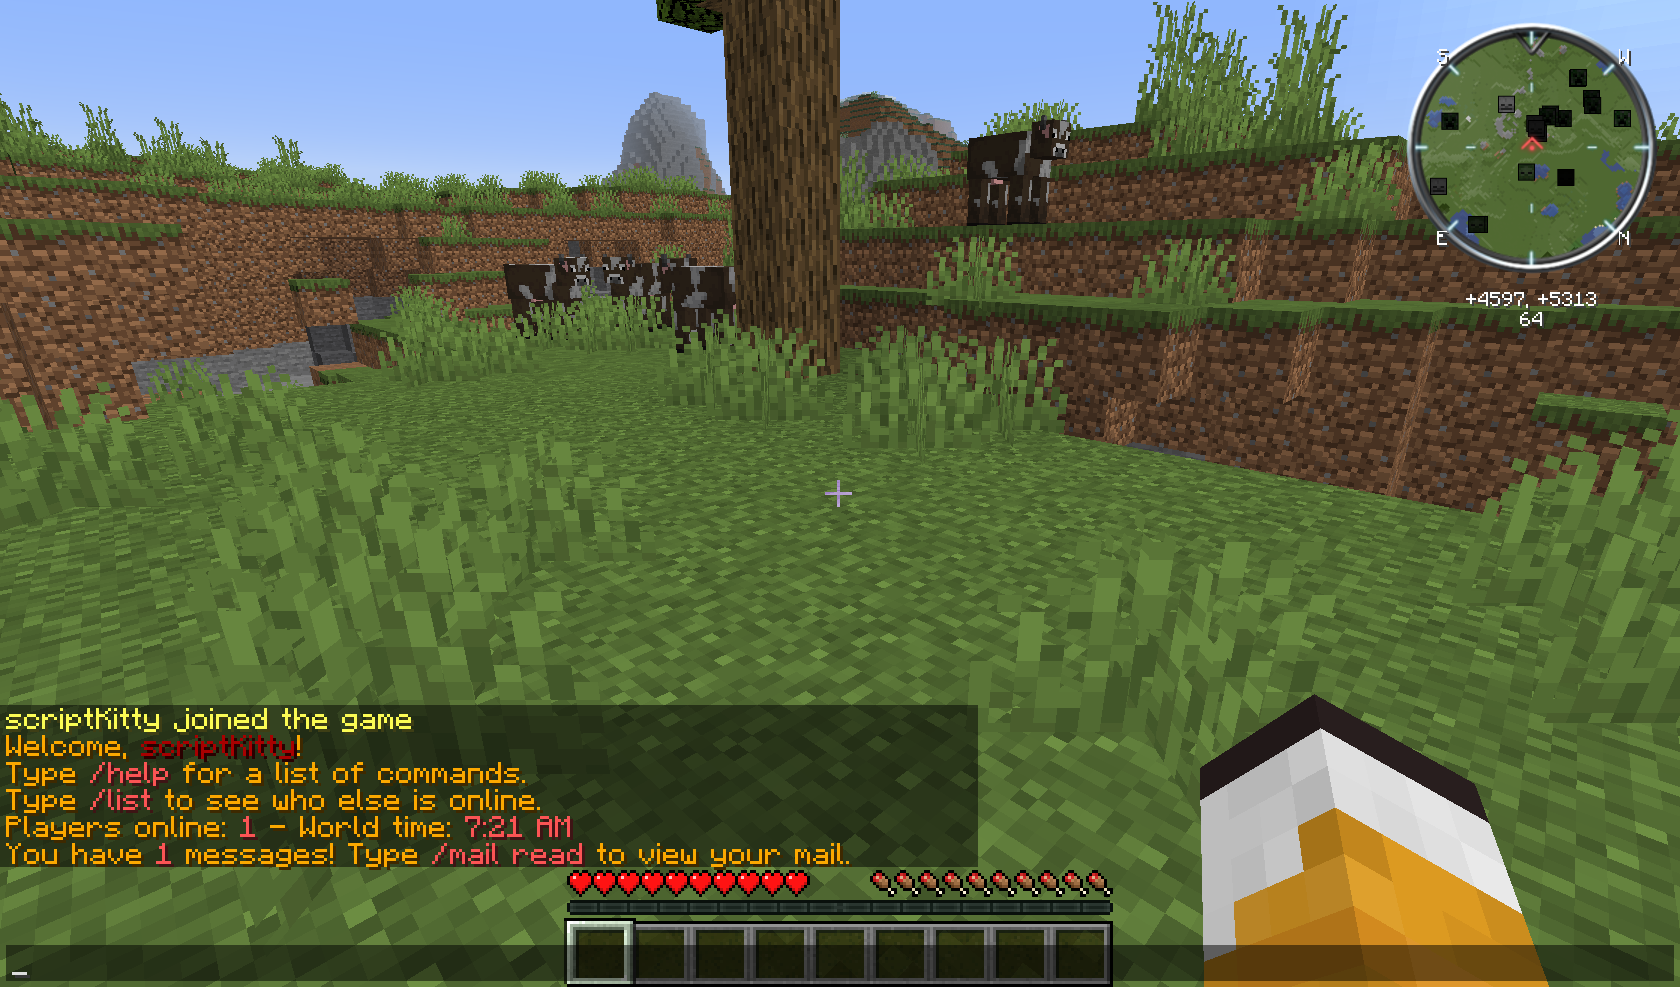 S
W
E
N
+4597, +5313
64
scriptKitty joined the game
Welcome, scriptKitty!
Type /help for a list of commands.
Type /list to see who else is online.
Players online: 1 - World time: 7:21 AM
You have 1 messages! Type /mail read to view your mail.
_